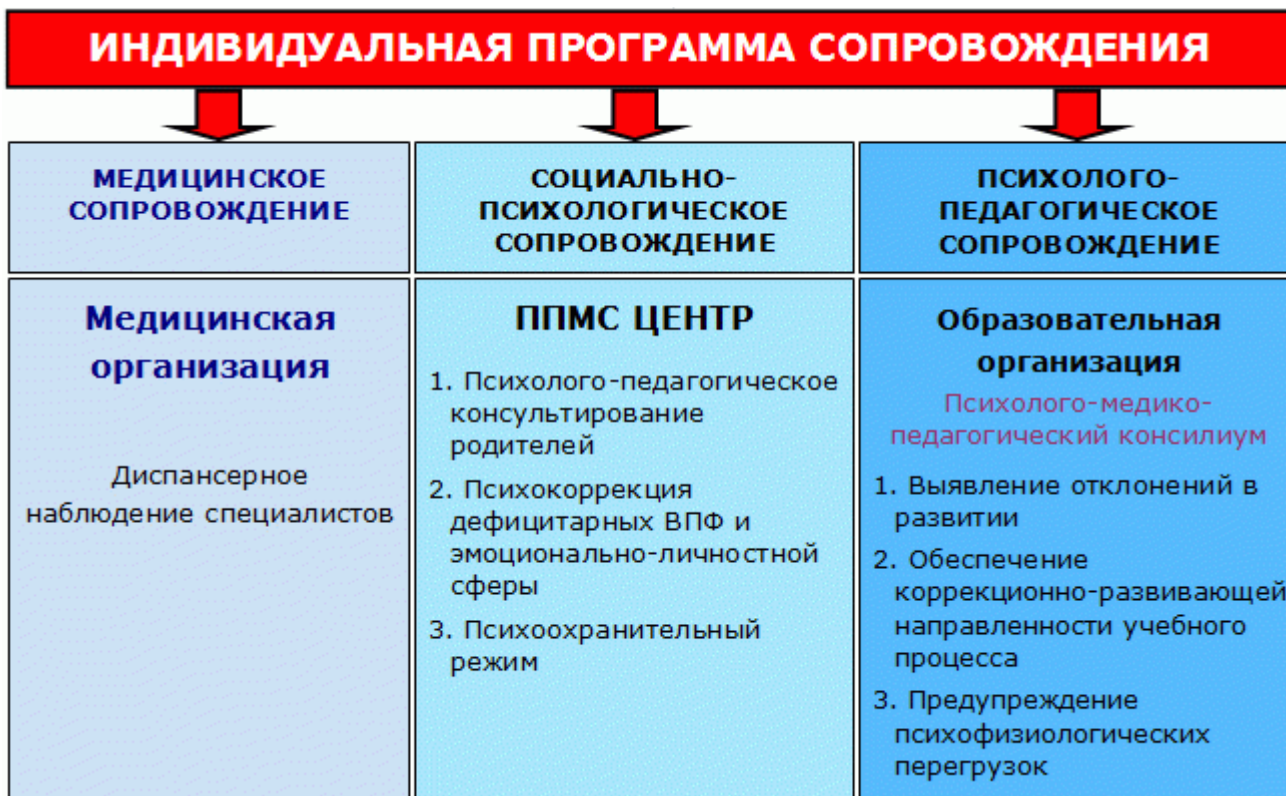 ИНДИВИДУАЛЬНАЯ ПРОГРАММА СОПРОВОЖДЕНИЯ
МЕДИЦИНСКОЕ
СОПРОВОЖДЕНИЕ
Медицинская
организация
Диспансерное
наблюдение специалистов
СОЦИАЛЬНО-
ПСИХОЛОГИЧЕСКОЕ
СОПРОВОЖДЕНИЕ
ППМС ЦЕНТР
1. Психолого-педагогическое
консультирование
родителей
2. Психокоррекция
дефицитарных ВПФ и
эмоционально-личностной
сферы
3. Психоохранительный
режим
ПСИХОЛОГО-
ПЕДАГОГИЧЕСКОЕ
СОПРОВОЖДЕНИЕ
Образовательная
организация
Психолого-медико-
педагогический консилиум
1. Выявление отклонений в
развитии
2. Обеспечение
коррекционно-развивающей
направленности учебного
процесса
3. Предупреждение
психофизиологических
перегрузок